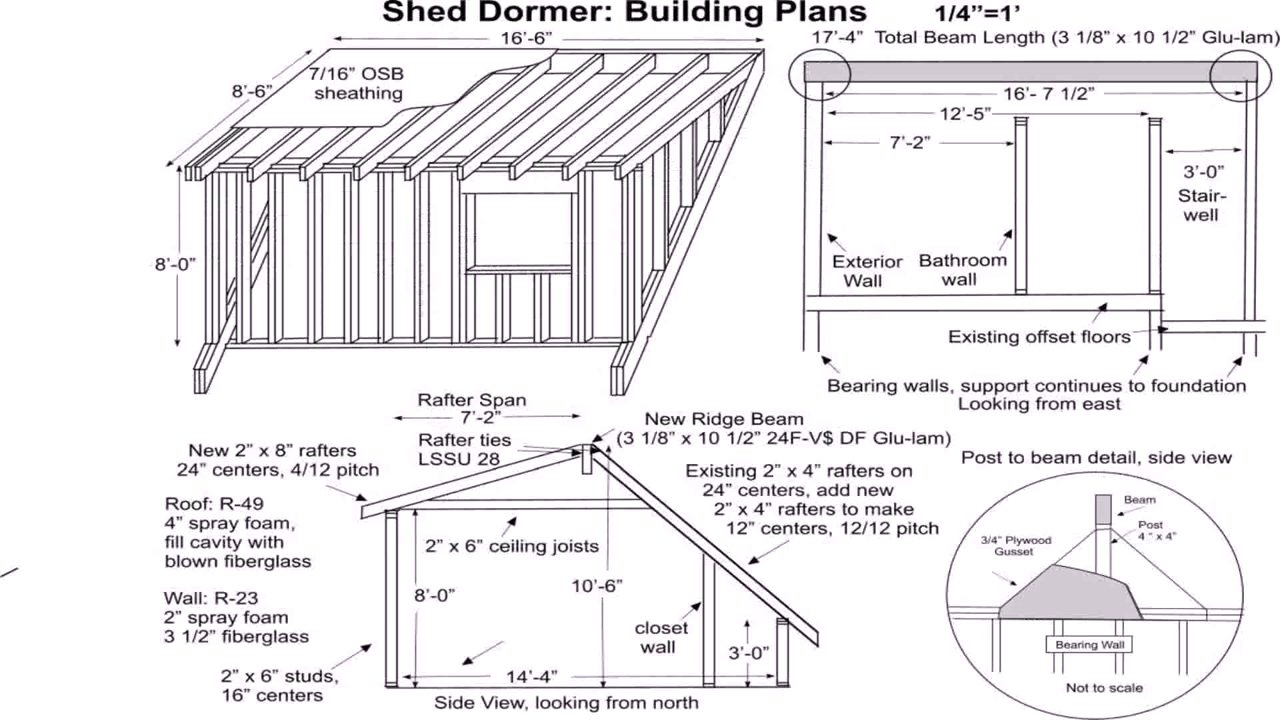 Shed Dormer: Building Plans 1/4”=1’
16’-6”
7/16” OSB
sheathing
8’-6”
8’-0”
17’-4” Total Beam Length (3 1/8” x 10 1/2” Glu-lam)
16’- 7 1/2”
12’-5”
7’-2”
3’-0”
Stair-
well
Exterior
Wall
Bathroom
wall
Existing offset floors
Bearing walls, support continues to foundation
Looking from east
Rafter Span
7’-2”
Rafter ties
LSSU 28
New Ridge Beam
(3 1/8” x 10 1/2” 24F-V$ DF Glu-lam)
New 2” x 8” rafters
24” centers, 4/12 pitch
Roof: R-49
4” spray foam,
fill cavity with
blown fiberglass
Wall: R-23
2” spray foam
3 1/2” fiberglass
2” x 6” studs,
16” centers
Existing 2” x 4” rafters on
24” centers, add new
2” x 4” rafters to make
12” centers, 12/12 pitch
2” x 6” ceiling joists
8’-0”
10’-6”
closet
wall
3’-0”
14’-4”
Side View, looking from north
Post to beam detail, side view
Beam
Post
4 “ x 4”
3/4” Plywood
Gusset
Bearing Wall
Not to scale